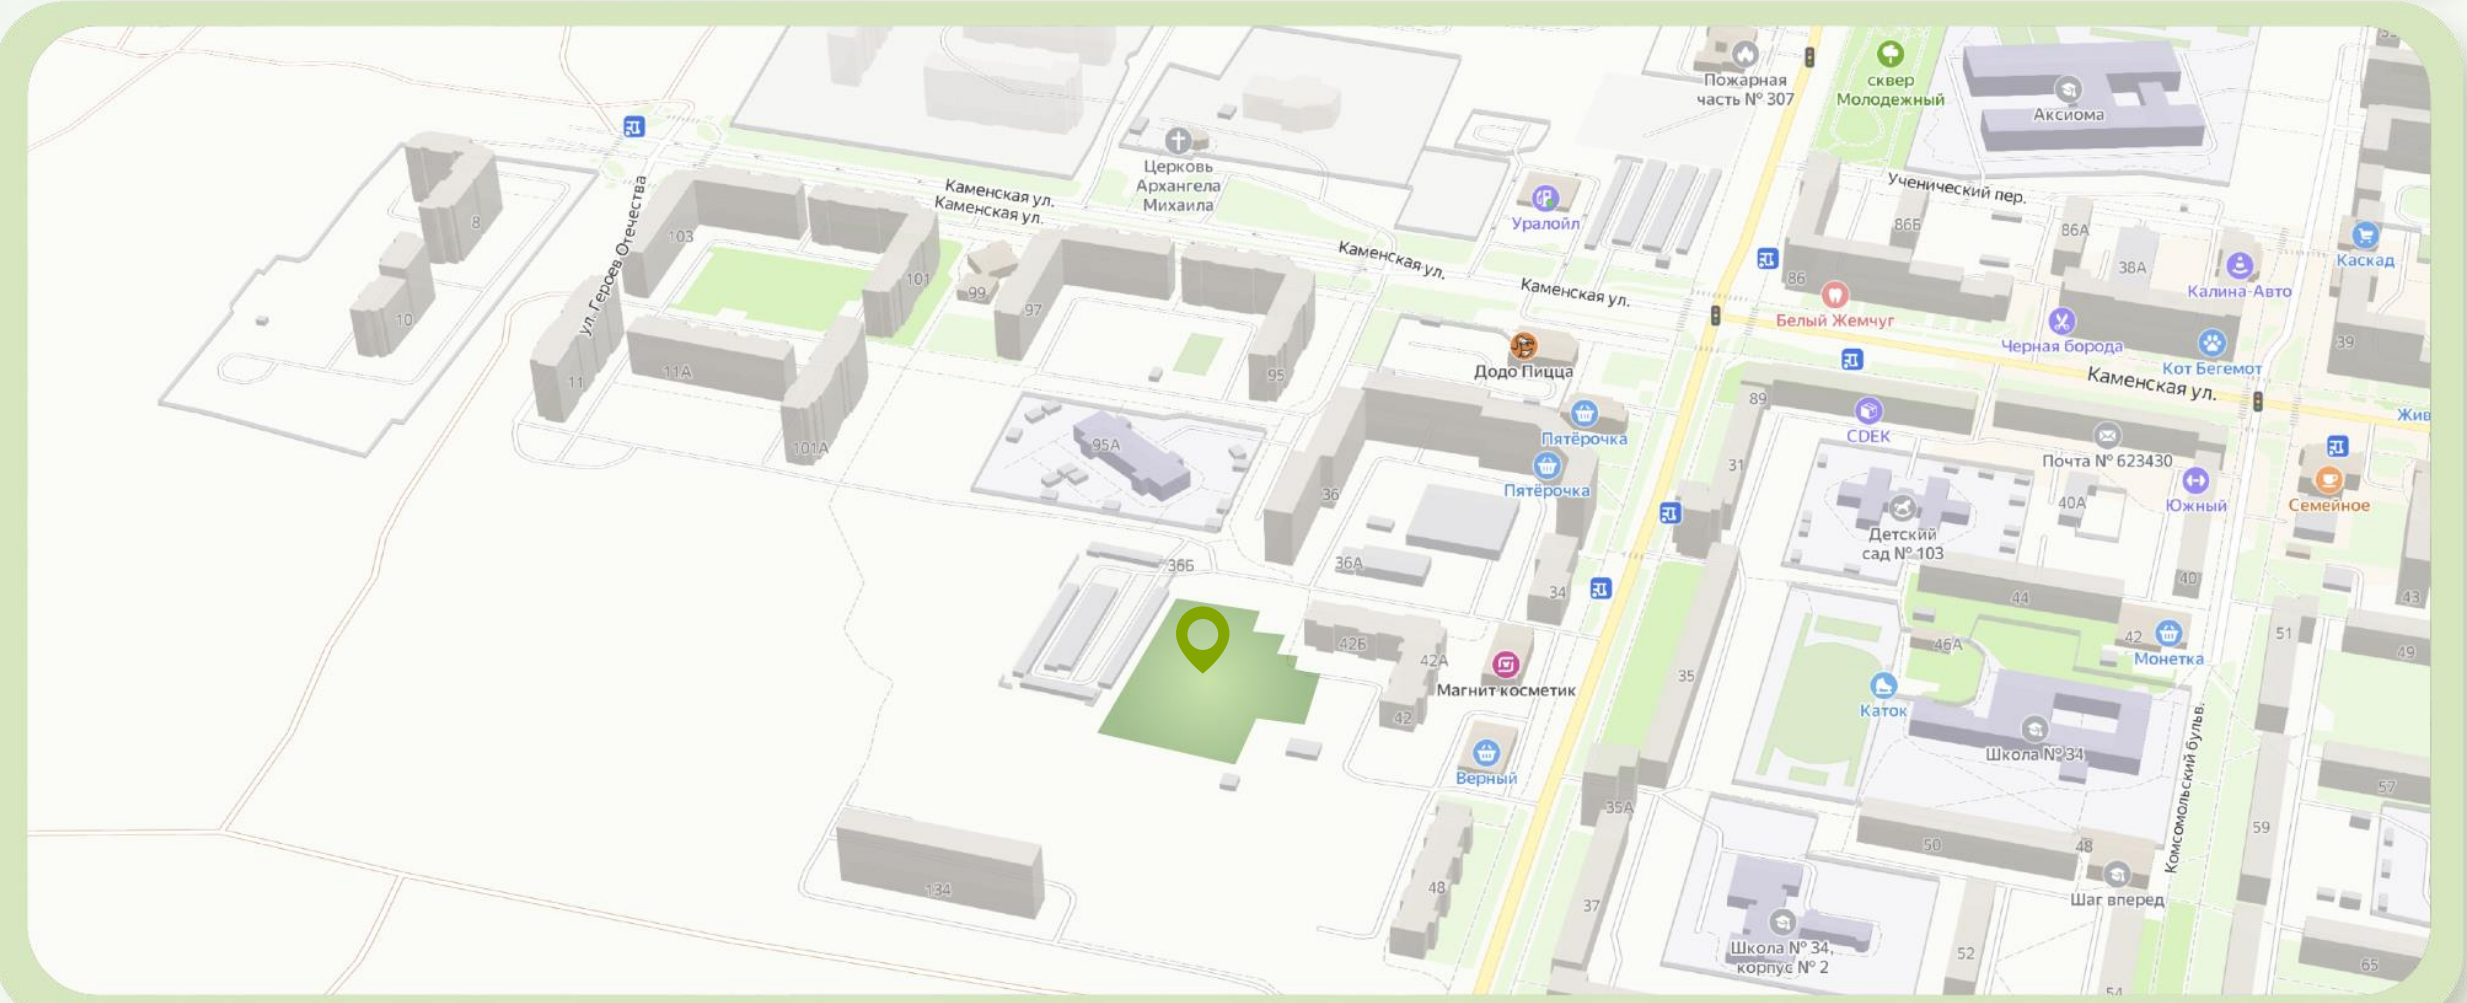 Пожарная
часть № 307
сквер
Молодежный
Аксиома
Церковь
Архангела
Михаила
Каменская ул.
Каменская ул.
Уралойл
Ученический пер.
ул. Героев Отечества
8
103
101
99
97
10
11
11А
101А
95
95А
Каменская ул.
Каменская ул.
86Б
86А
38А
86
Каскад
Калина-Авто
Белый Жемчуг
Черная борода
Кот Бегемот
39
Каменская ул.
Додо Пицца
Пятёрочка
Пятёрочка
89
CDEK
Жив
31
Почта № 623430
Южный
Семейное
40А
Детский
сад № 103
36
36А
36Б
34
40
43
44
42
46А
Монетка
51
49
42Б
42А
Магнит косметик
42
35
Каток
Школа № 34
Верный
Комсомольский бульв.
57
35А
59
50
48
134
48
37
Шаг вперед
Школа № 34,
корпус № 2
52
65
54